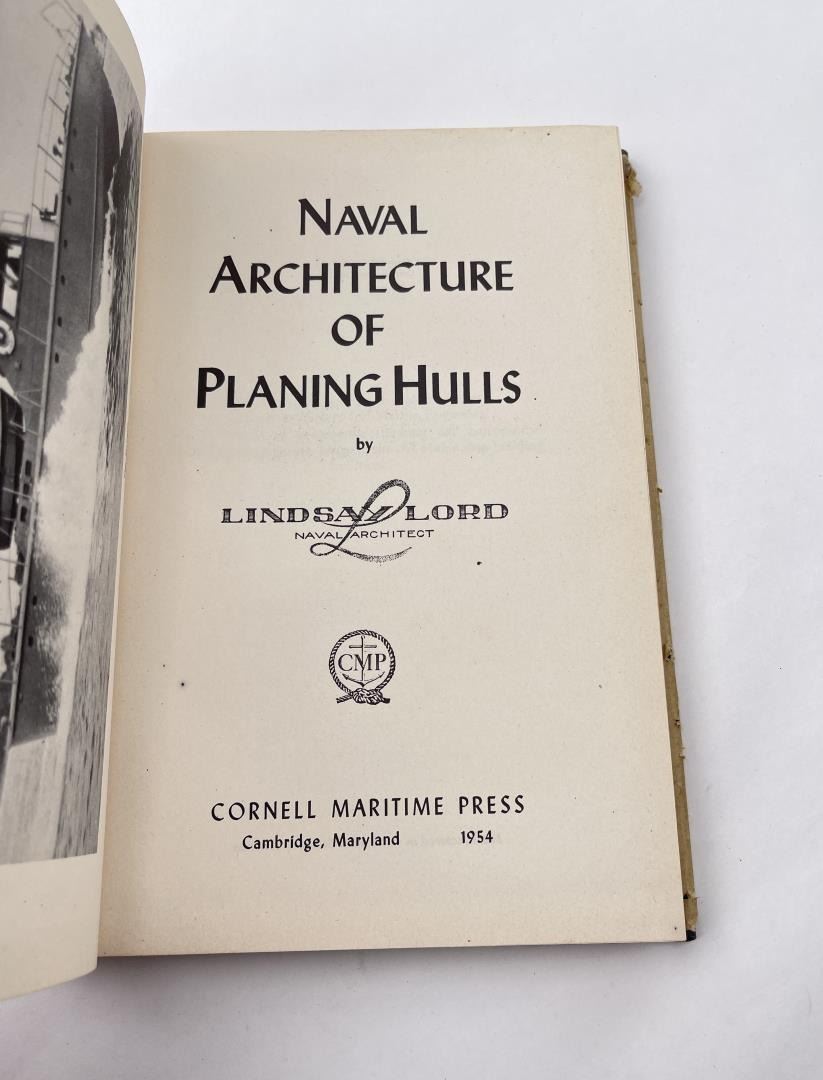 NAVAL
ARCHITECTURE
OF
PLANING HULLS
by
LINDSAY LORD
NAVAL ARCHITECT
CMP
CORNELL MARITIME PRESS
Cambridge, Maryland 1954